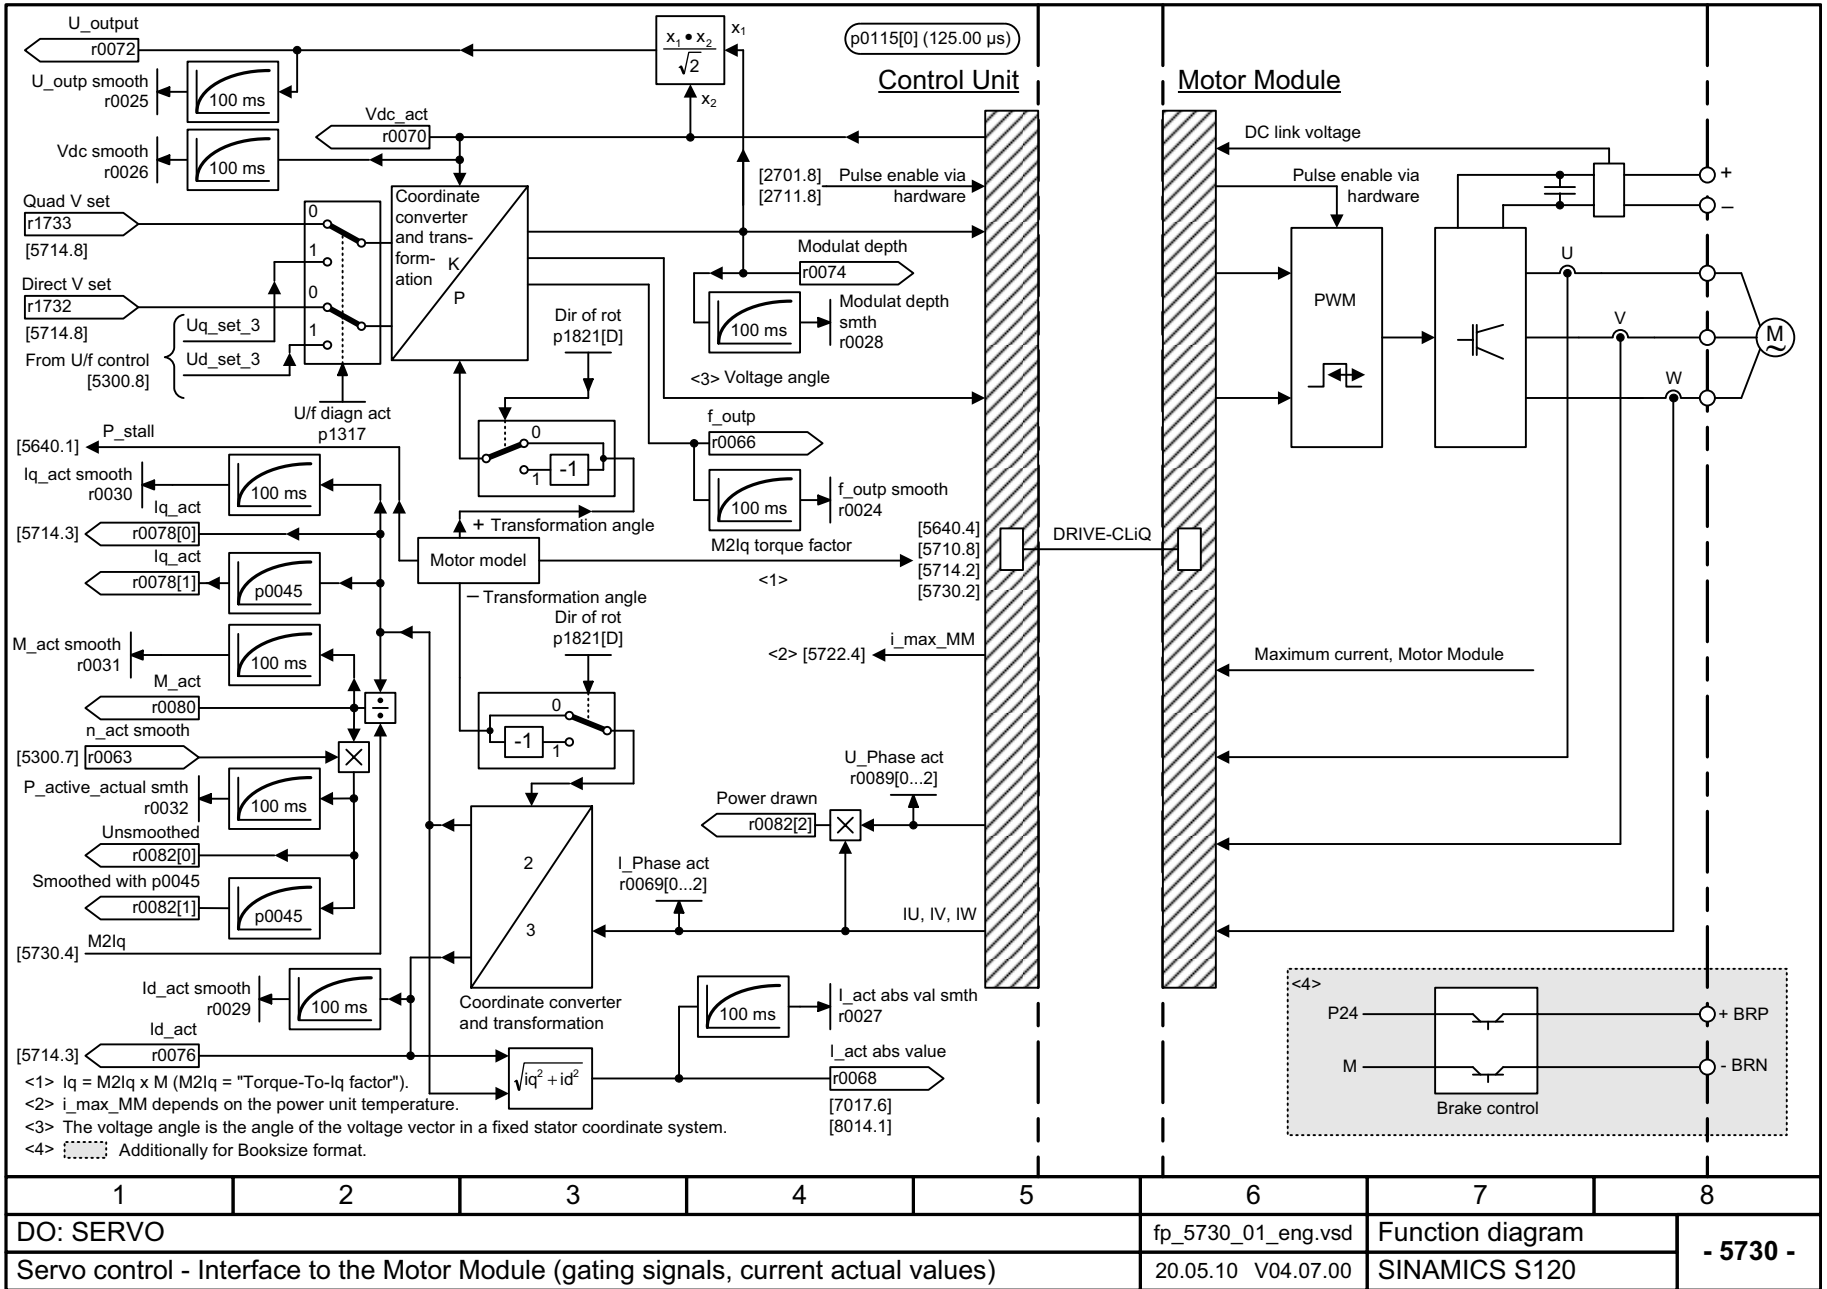 U_output
r0072
U_outp smooth
r0025
100 ms
x₁ • x₂
√2
x₁
x₂
p0115[0] (125.00 µs)
Control Unit
Motor Module
Vdc_act
r0070
Vdc smooth
r0026
100 ms
DC link voltage
+
–
Quad V set
r1733
[5714.8]
0
1
Direct V set
r1732
[5714.8]
0
1
Uq_set_3
Ud_set_3
From U/f control
[5300.8]
U/f diagn act
p1317
Coordinate
converter
and trans-
form-
ation
K
P
[2701.8]
[2711.8]
Pulse enable via
hardware
Pulse enable via
hardware
Modulat depth
r0074
100 ms
Modulat depth
smth
r0028
Dir of rot
p1821[D]
<3> Voltage angle
0
1
-1
f_outp
r0066
100 ms
f_outp smooth
r0024
PWM
U
V
W
M
~
P_stall
[5640.1]
Iq_act smooth
r0030
100 ms
Iq_act
[5714.3]
r0078[0]
Iq_act
r0078[1]
p0045
+ Transformation angle
Motor model
– Transformation angle
M2Iq torque factor
<1>
[5640.4]
[5710.8]
[5714.2]
[5730.2]
DRIVE-CLiQ
Dir of rot
p1821[D]
0
-1
1
<2> [5722.4]
i_max_MM
Maximum current, Motor Module
M_act smooth
r0031
100 ms
M_act
r0080
÷
n_act smooth
[5300.7]
r0063
×
P_active_actual smth
r0032
100 ms
Unsmoothed
r0082[0]
Smoothed with p0045
r0082[1]
p0045
[5730.4]
M2Iq
U_Phase act
r0089[0...2]
Power drawn
r0082[2]
×
I_Phase act
r0069[0...2]
IU, IV, IW
2
3
Coordinate converter
and transformation
Id_act smooth
r0029
100 ms
Id_act
[5714.3]
r0076
√iq² + id²
100 ms
I_act abs val smth
r0027
I_act abs value
r0068
[7017.6]
[8014.1]
<4>
P24
+ BRP
M
- BRN
Brake control
<1> Iq = M2Iq x M (M2Iq = "Torque-To-Iq factor").
<2> i_max_MM depends on the power unit temperature.
<3> The voltage angle is the angle of the voltage vector in a fixed stator coordinate system.
<4> Additionally for Booksize format.
1 2 3 4 5 6 7 8
DO: SERVO
fp_5730_01_eng.vsd
Function diagram
- 5730 -
Servo control - Interface to the Motor Module (gating signals, current actual values)
20.05.10 V04.07.00
SINAMICS S120